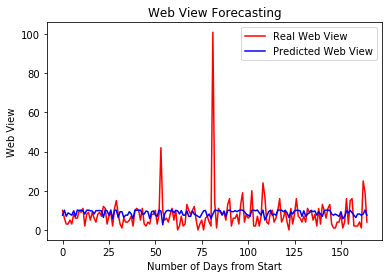 Web View Forecasting
Real Web View
Predicted Web View
Web View
100
80
60
40
20
0
0
25
50
75
100
125
150
Number of Days from Start